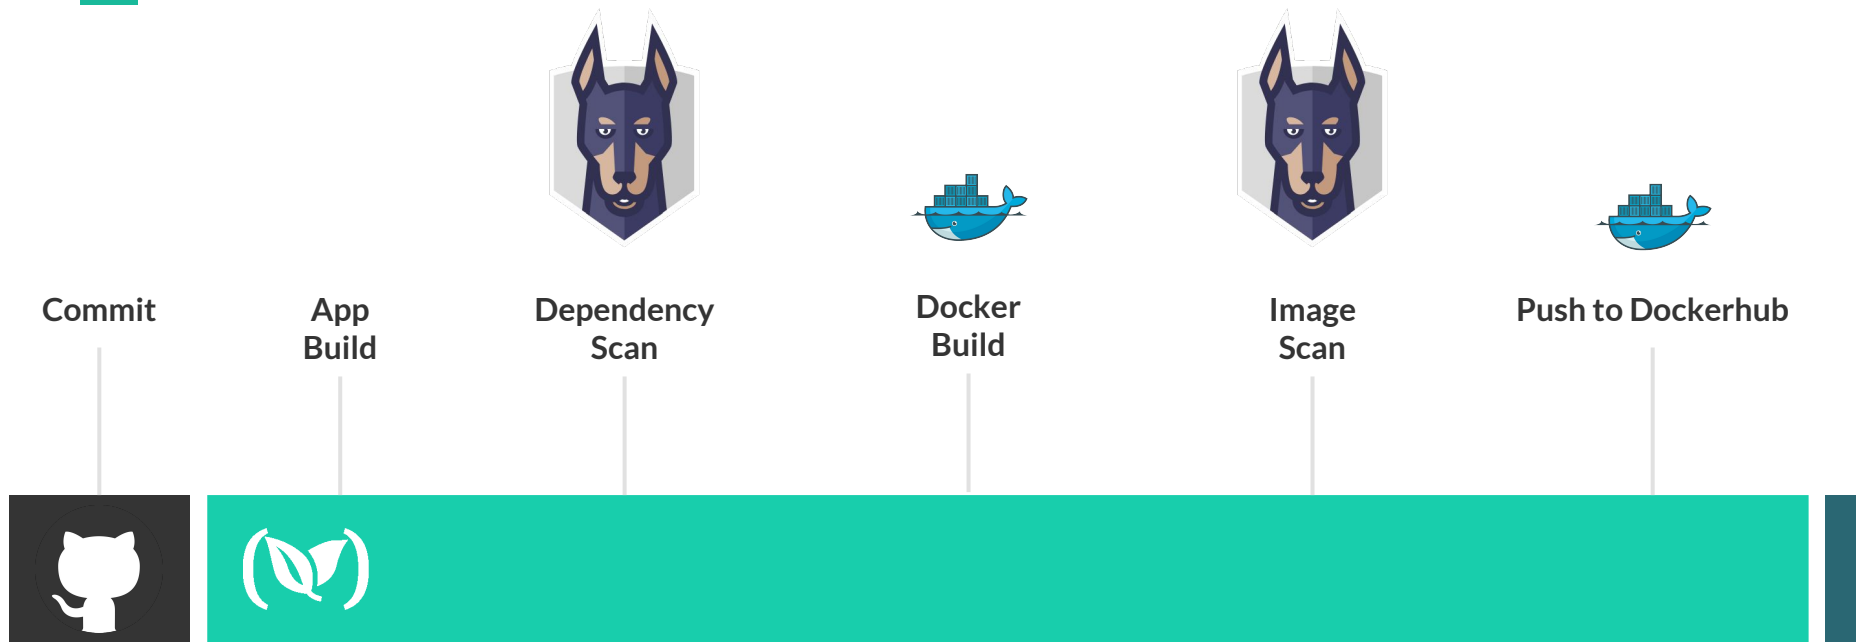 Commit
App
Build
Dependency
Scan
Docker
Build
Image
Scan
Push to Dockerhub